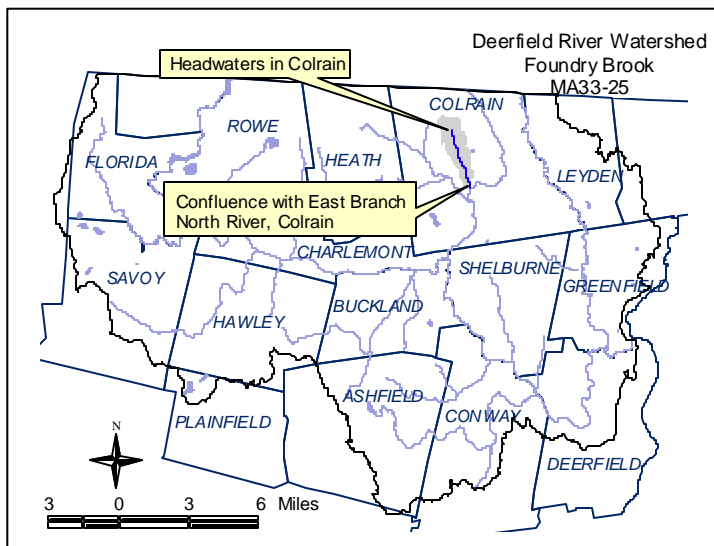 Deerfield River Watershed
Foundry Brook
MA33-25
Headwaters in Colrain
COLRAIN
ROWE
HEATH
FLORIDA
LEYDEN
Confluence with East Branch
North River, Colrain
CHARLEMONT
SAVOY
SHELBURNE
GREENFIELD
BUCKLAND
HAWLEY
ASHFIELD
CONWAY
PLAINFIELD
DEERFIELD
N
3 0 3 6 Miles